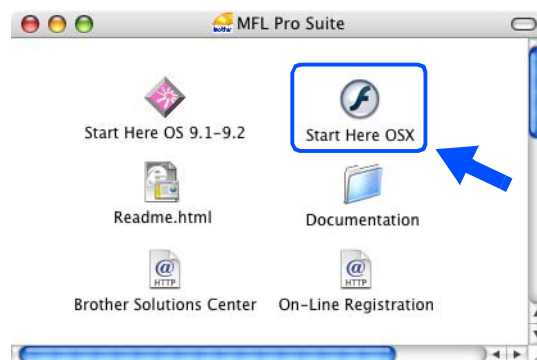 MFL Pro Suite
Start Here OS 9.1-9.2
Start Here OSX
Readme.html
Documentation
@
HTTP
@
HTTP
Brother Solutions Center
On-Line Registration